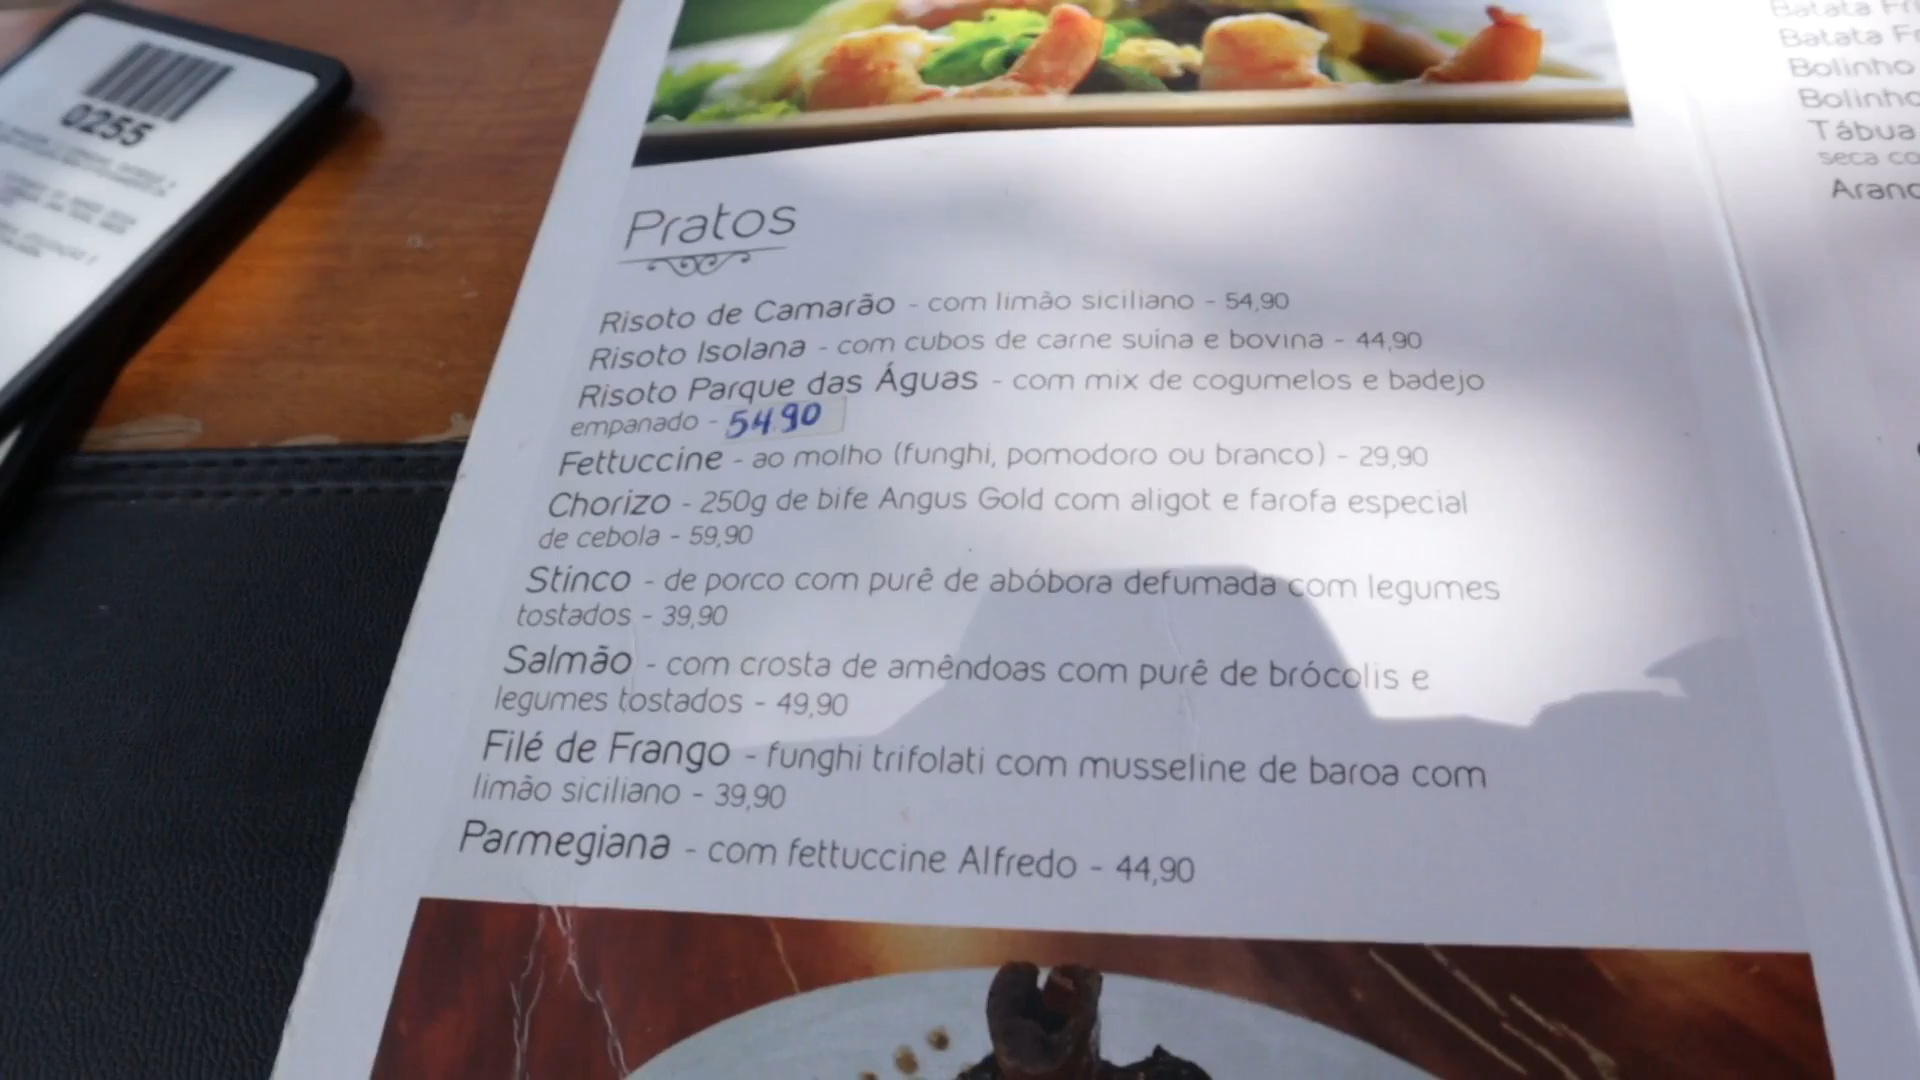 0255
Pratos
Risoto de Camarão - com limão siciliano - 54,90
Risoto Isolana - com cubos de carne suína e bovina - 44,90
Risoto Parque das Águas - com mix de cogumelos e badejo
empanado - 54.90
Fettuccine - ao molho (funghi, pomodoro ou branco) - 29,90
Chorizo - 250g de bife Angus Gold com aligot e farofa especial
de cebola - 59,90
Stinco - de porco com purê de abóbora defumada com legumes
tostados - 39,90
Salmão - com crosta de amêndoas com purê de brócolis e
legumes tostados - 49,90
Filé de Frango - funghi trifolati com musseline de baroa com
limão siciliano - 39,90
Parmegiana - com fettuccine Alfredo - 44,90
Batata
Batata
Bolinho
Bolinho
Tábua
seca